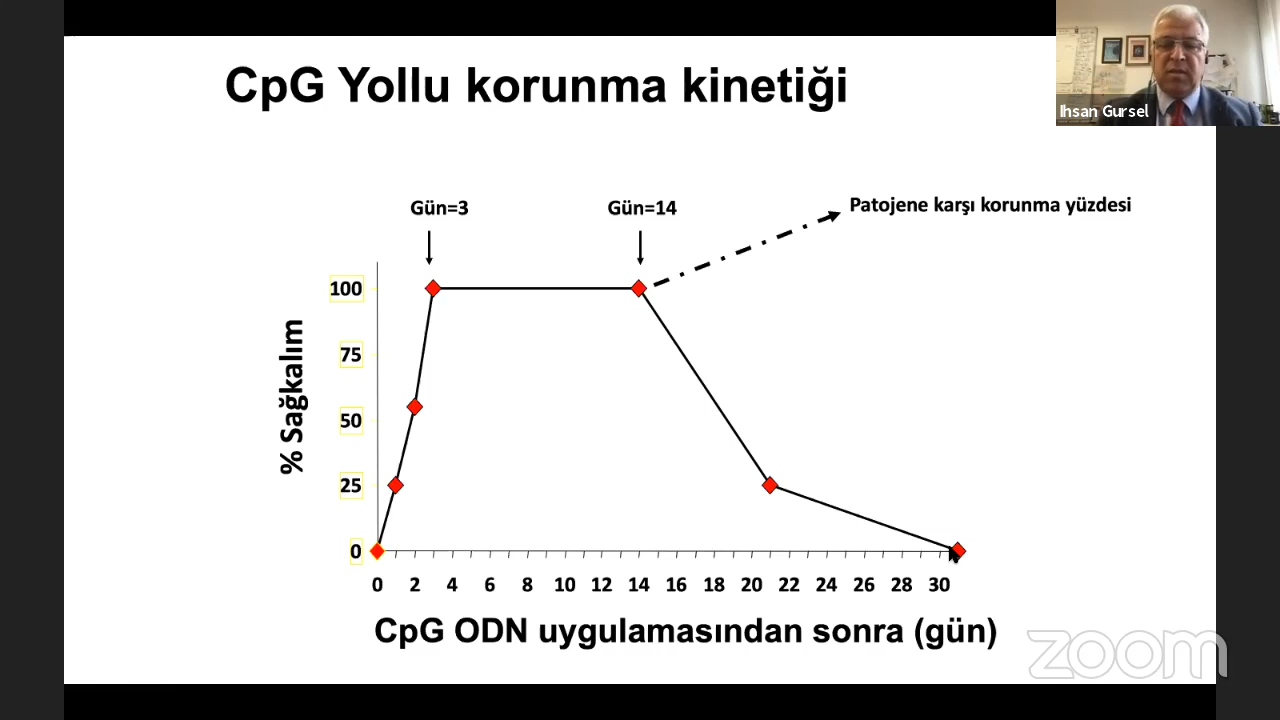 CpG Yollu korunma kinetiği
Ihsan Gursel
Gün=3
Gün=14
Patojene karşı korunma yüzdesi
% Sağkalım
100
75
50
25
0
0 2 4 6 8 10 12 14 16 18 20 22 24 26 28 30
CpG ODN uygulamasından sonra (gün)
zoom